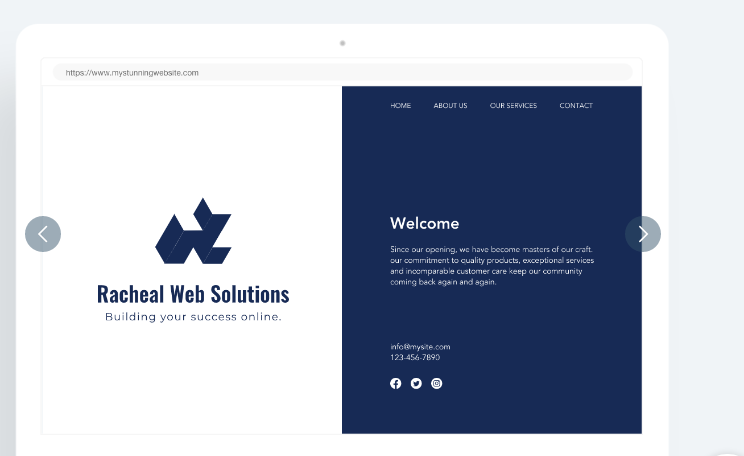 https://www.mystunningwebsite.com
HOME ABOUT US OUR SERVICES CONTACT
Racheal Web Solutions
Building your success online.
Welcome
Since our opening, we have become masters of our craft,
our commitment to quality products, exceptional services
and incomparable customer care keep our community
coming back again and again.
info@mysite.com
123-456-7890